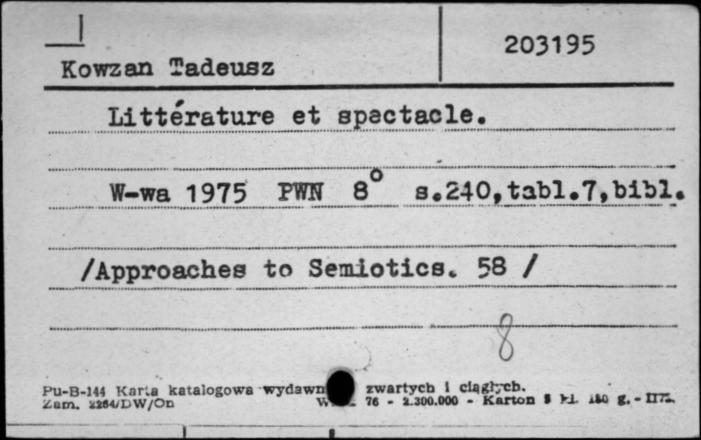 203195
Kowzan Tadeusz
Littérature et spectacle.
W-wa 1975 PWN 8° s.240,tabl.7,bibl.
/Approaches to Semiotics. 58 /
8
Pu-B-144 Karta katalogowa wydawn zwartych i ciągłych.
Zam. 2264/DW/On W 76 - 2.300.000 - Karton g. -